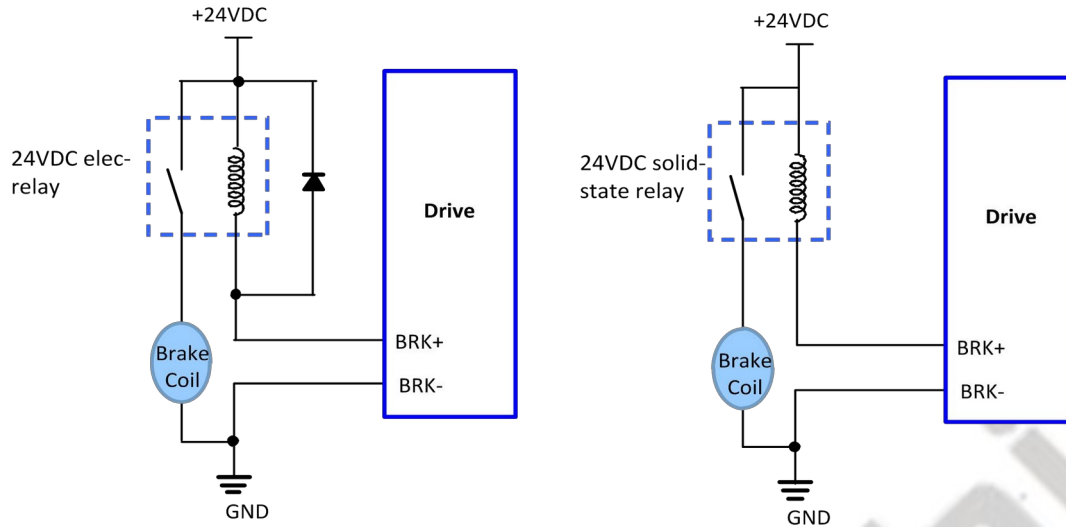 +24VDC
24VDC elec-
relay
Drive
BRK+
BRK-
Brake
Coil
GND
+24VDC
24VDC solid-
state relay
Drive
BRK+
BRK-
Brake
Coil
GND